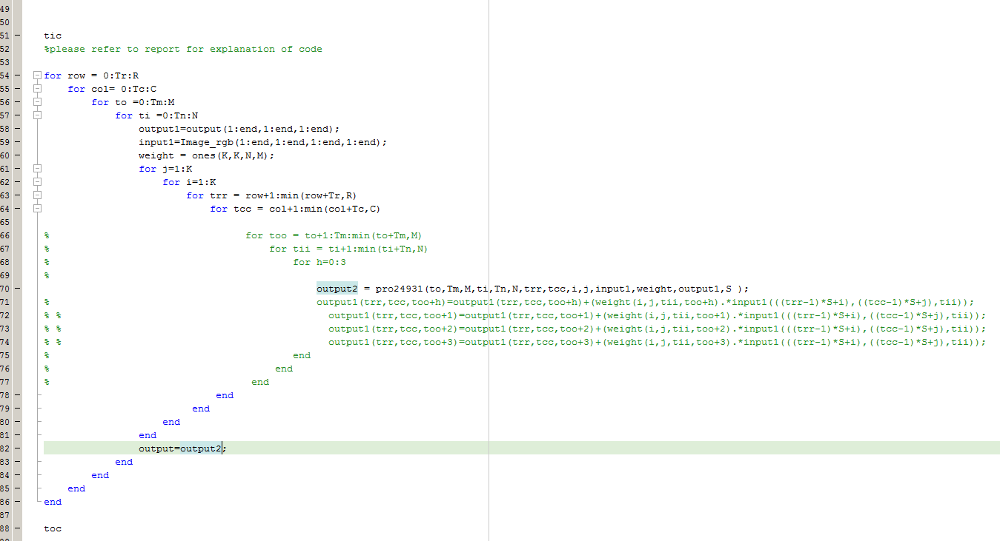 49
50
51 tic
52 %please refer to report for explanation of code
53
54 for row = 0:Tr:R
55 for col= 0:Tc:C
56 for to =0:Tm:M
57 for ti =0:Tn:N
58 output1=output(1:end,1:end,1:end);
59 input1=Image_rgb(1:end,1:end,1:end,1:end);
60 weight = ones(K,K,N,M);
61 for j=1:K
62 for i=1:K
63 for trr = row+1:min(row+Tr,R)
64 for tcc = col+1:min(col+Tc,C)
65
66 % for too = to+1:Tm:min(to+Tm,M)
67 % for tii = ti+1:min(ti+Tn,N)
68 % for h=0:3
69 %
70 output2 = pro24931(to,Tm,M,ti,Tn,N,trr,tcc,i,j,input1,weight,output1,S );
71 % output1(trr,tcc,too+h)=output1(trr,tcc,too+h)+(weight(i,j,tii,too+h).*input1(((trr-1)*S+i),((tcc-1)*S+j),tii));
72 % % output1(trr,tcc,too+1)=output1(trr,tcc,too+1)+(weight(i,j,tii,too+1).*input1(((trr-1)*S+i),((tcc-1)*S+j),tii));
73 % % output1(trr,tcc,too+2)=output1(trr,tcc,too+2)+(weight(i,j,tii,too+2).*input1(((trr-1)*S+i),((tcc-1)*S+j),tii));
74 % % output1(trr,tcc,too+3)=output1(trr,tcc,too+3)+(weight(i,j,tii,too+3).*input1(((trr-1)*S+i),((tcc-1)*S+j),tii));
75 % end
76 % end
77 % end
78 end
79 end
80 end
81 end
82 output=output2;
83 end
84 end
85 end
86 end
87
88 toc